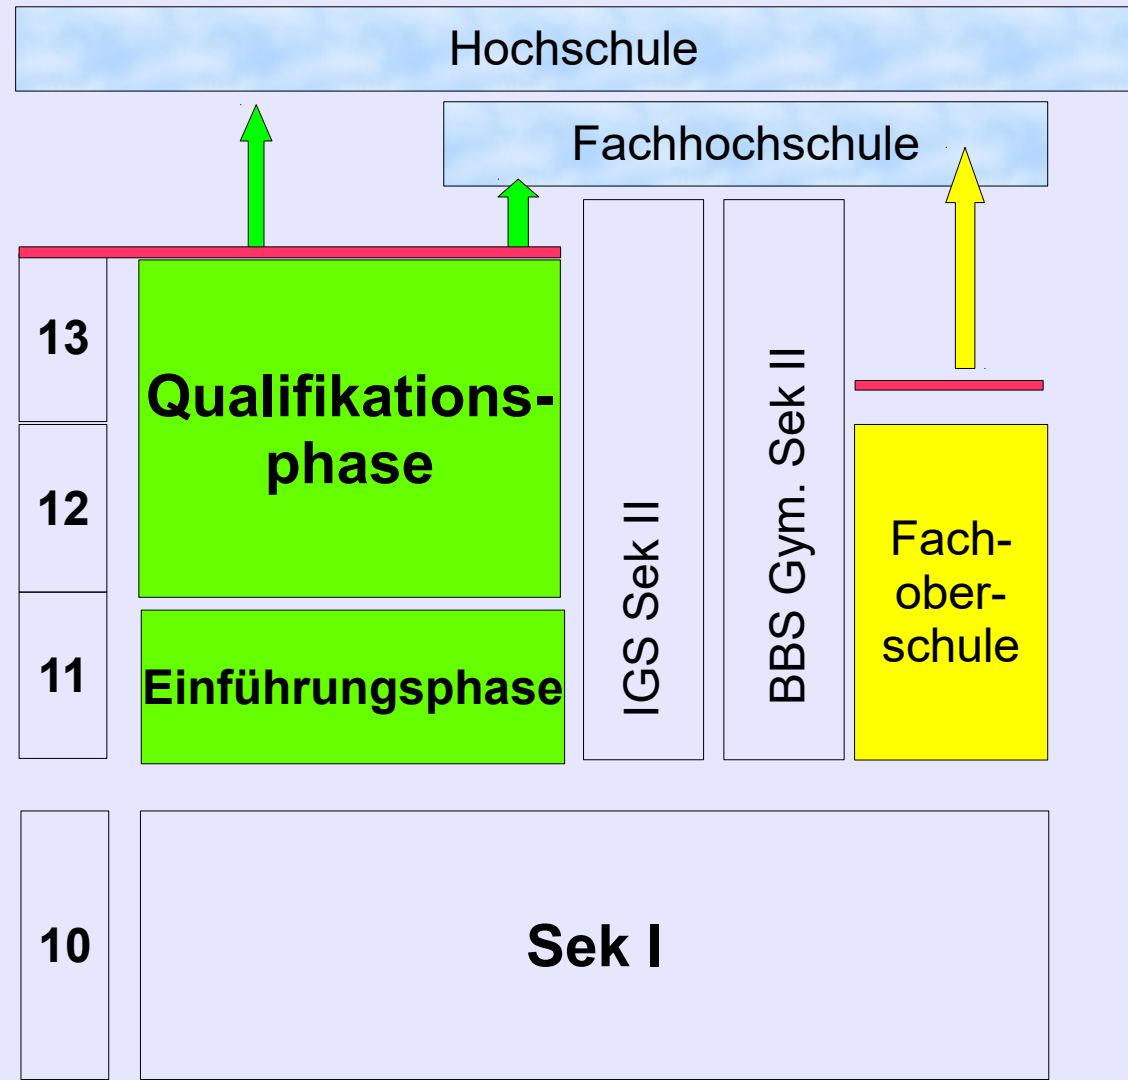 Hochschule
Fachhochschule
13
Qualifikations-
phase
12
11
Einführungsphase
IGS Sek II
BBS Gym. Sek II
Fach-
ober-
schule
10
Sek I